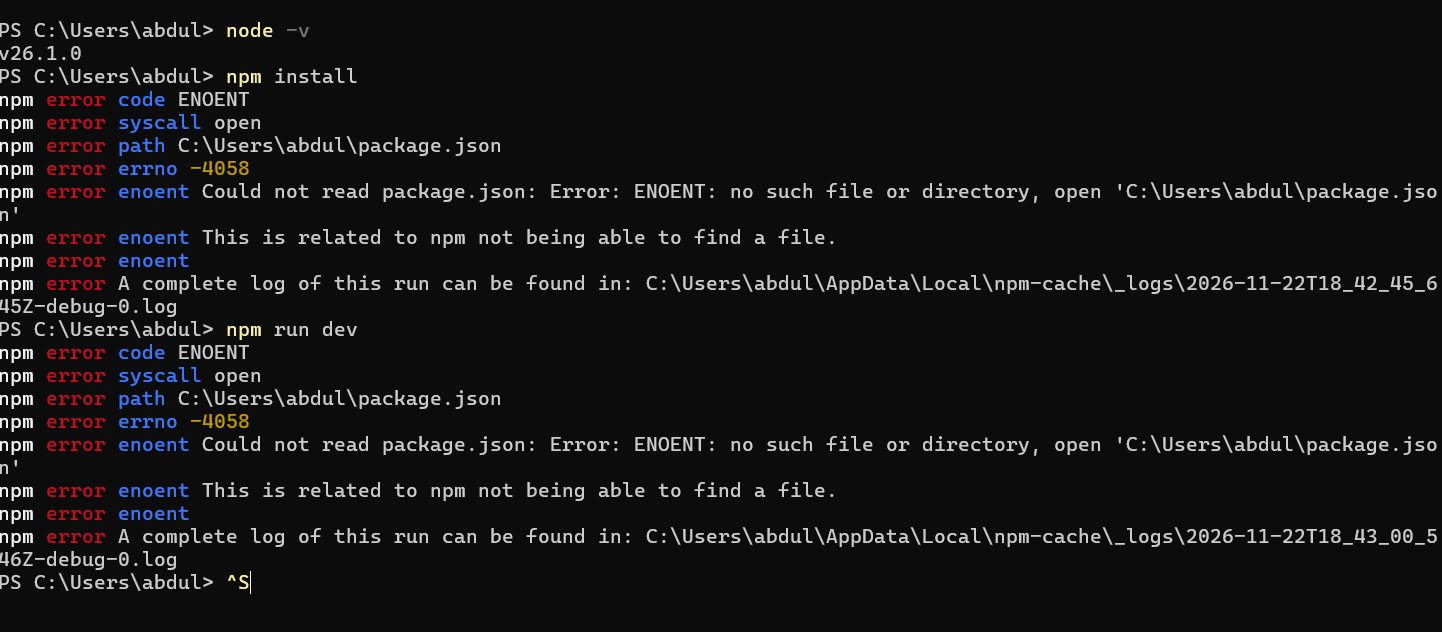 PS C:\Users\abdul> node -v
v26.1.0
PS C:\Users\abdul> npm install
npm error code ENOENT
npm error syscall open
npm error path C:\Users\abdul\package.json
npm error errno -4058
npm error enoent Could not read package.json: Error: ENOENT: no such file or directory, open 'C:\Users\abdul\package.jso
n'
npm error enoent This is related to npm not being able to find a file.
npm error enoent
npm error A complete log of this run can be found in: C:\Users\abdul\AppData\Local\npm-cache\_logs\2026-11-22T18_42_45_6
45Z-debug-0.log
PS C:\Users\abdul> npm run dev
npm error code ENOENT
npm error syscall open
npm error path C:\Users\abdul\package.json
npm error errno -4058
npm error enoent Could not read package.json: Error: ENOENT: no such file or directory, open 'C:\Users\abdul\package.jso
n'
npm error enoent This is related to npm not being able to find a file.
npm error enoent
npm error A complete log of this run can be found in: C:\Users\abdul\AppData\Local\npm-cache\_logs\2026-11-22T18_43_00_5
46Z-debug-0.log
PS C:\Users\abdul> ^S